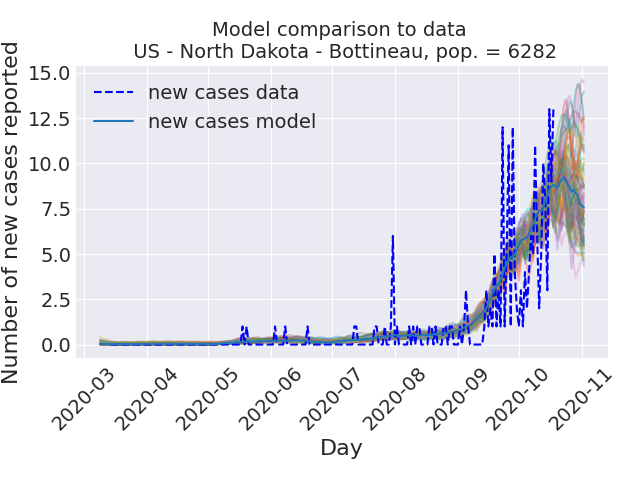 Model comparison to data
US - North Dakota - Bottineau, pop. = 6282
Number of new cases reported
15.0
12.5
10.0
7.5
5.0
2.5
0.0
new cases data
new cases model
2020-03
2020-04
2020-05
2020-06
2020-07
2020-08
2020-09
2020-10
2020-11
Day